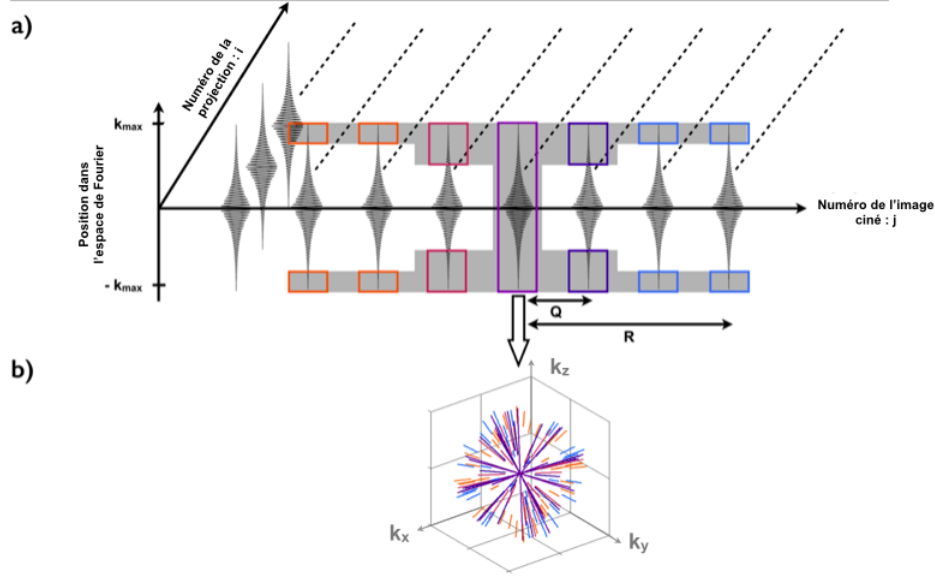 a)
Numéro de la
projection : i
kmax
Position dans
l'espace de Fourier
- kmax
Numéro de l'image
ciné : j
Q
R
b)
kz
kx
ky